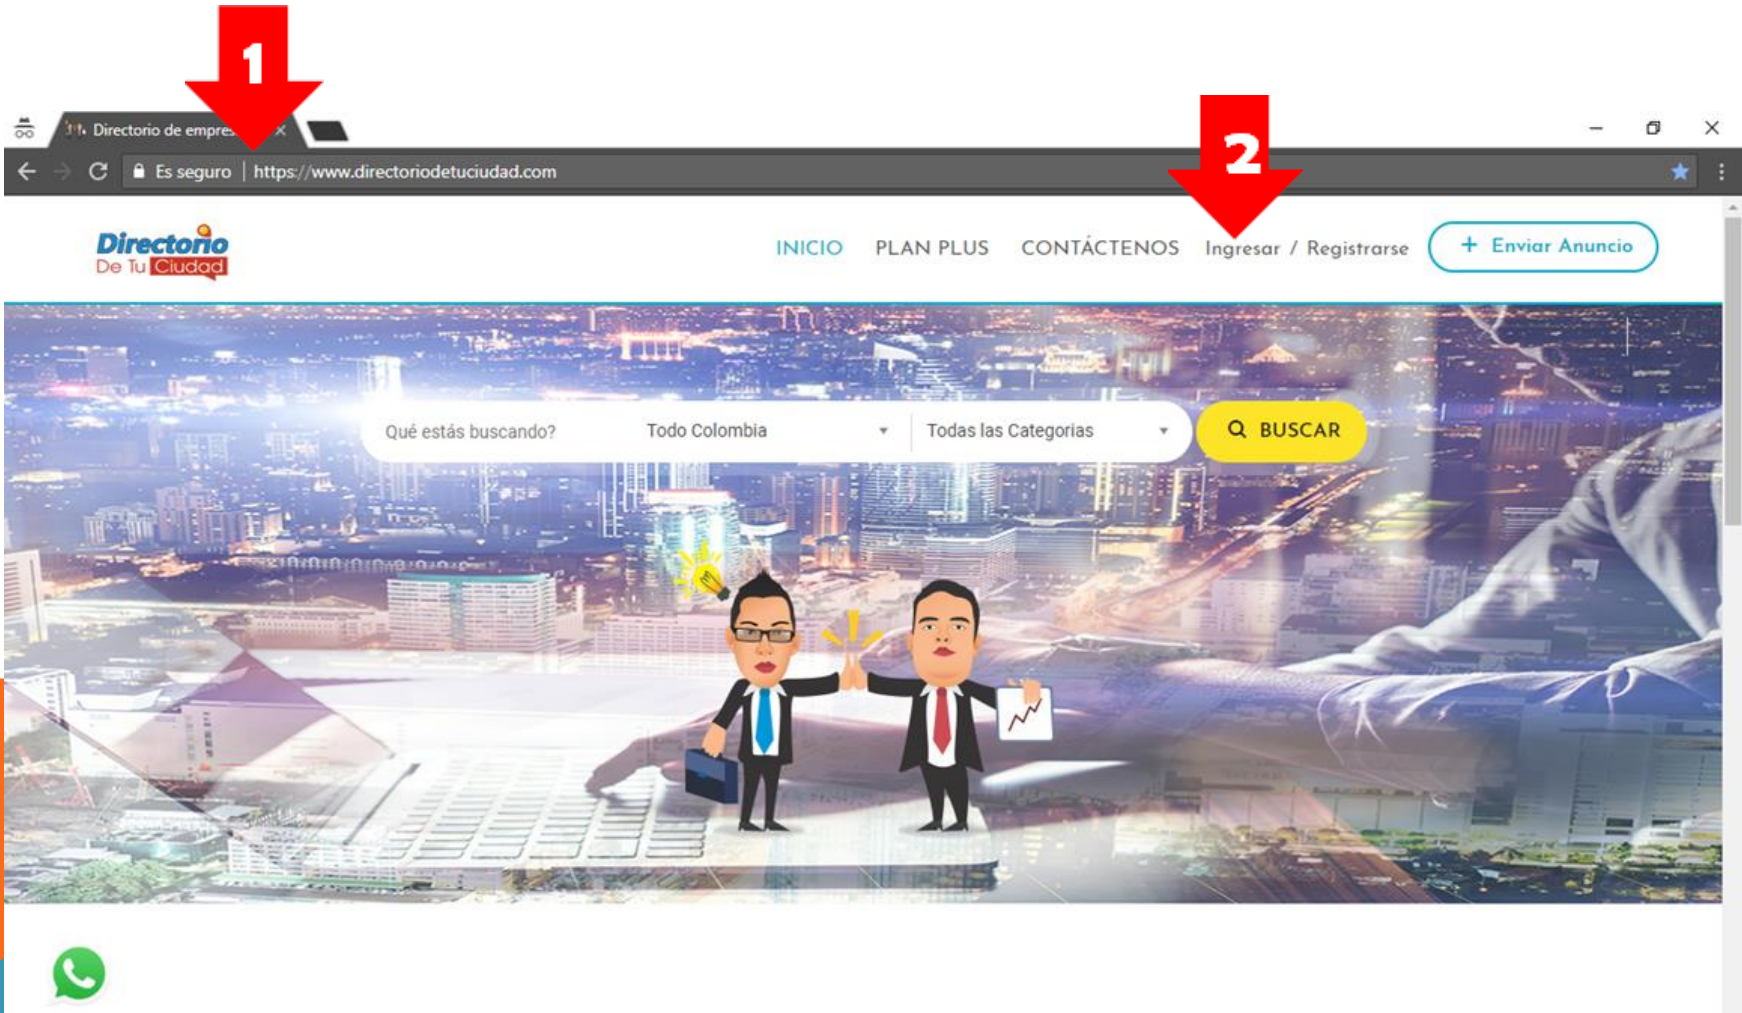 1
2
Directorio de empres
Es seguro | https://www.directoriodetuciudad.com
Directorio
De Tu Ciudad
INICIO PLAN PLUS CONTÁCTENOS Ingresar / Registrarse + Enviar Anuncio
Qué estás buscando? Todo Colombia Todas las Categorias BUSCAR